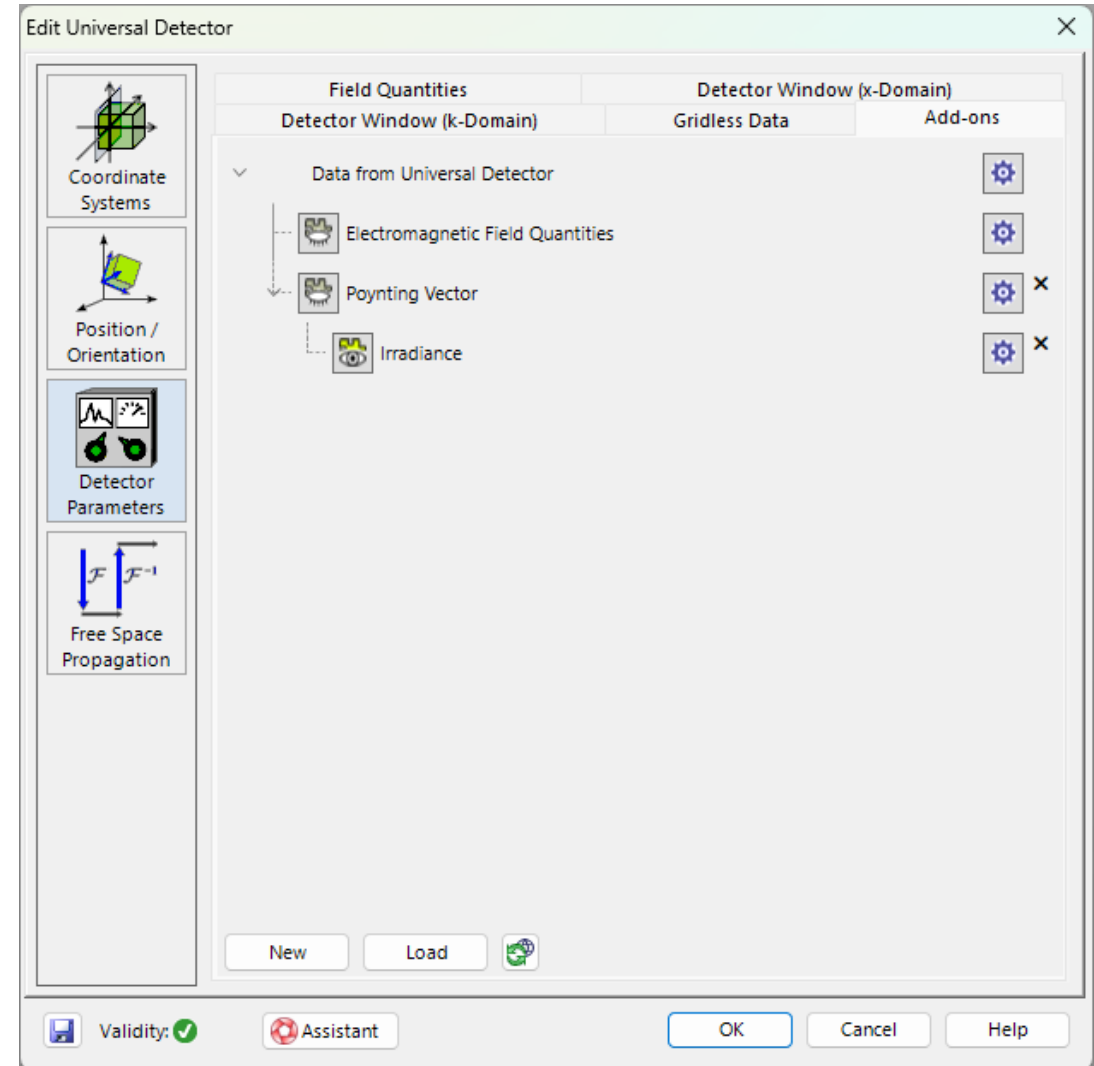 Edit Universal Detector
Coordinate
Systems
Position /
Orientation
Detector
Parameters
ℱ ℱ⁻¹
Free Space
Propagation
Field Quantities
Detector Window (x-Domain)
Detector Window (k-Domain)
Gridless Data
Add-ons
Data from Universal Detector
Electromagnetic Field Quantities
Poynting Vector
Irradiance
New
Load
Validity:
Assistant
OK
Cancel
Help